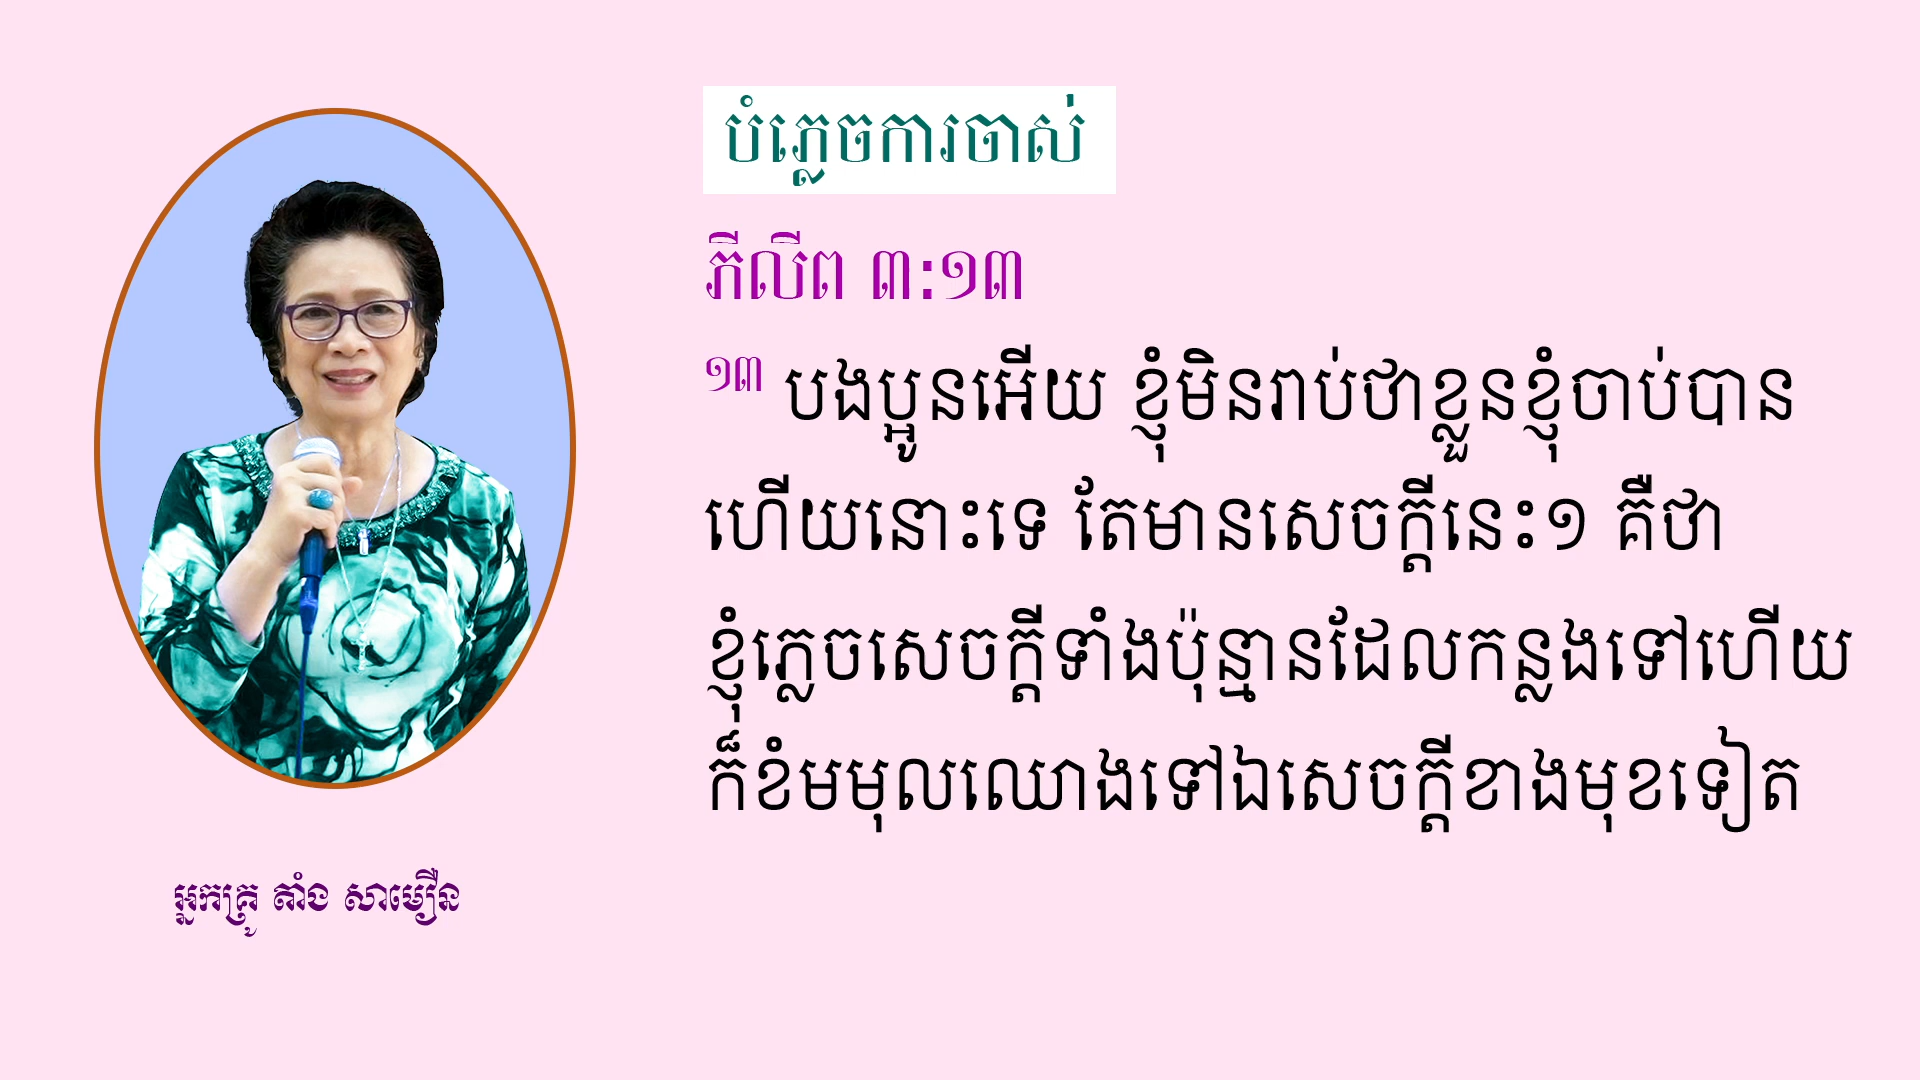 បំភ្លេចការចាស់
ភីលីព ៣:១៣
១៣ បងប្អូនអើយ ខ្ញុំមិនរាប់ថាខ្លួនខ្ញុំចាប់បាន
ហើយនោះទេ តែមានសេចក្ដីនេះ១ គឺថា
ខ្ញុំភ្លេចសេចក្ដីទាំងប៉ុន្មានដែលកន្លងទៅហើយ
ក៏ខំមមុលឈោងទៅឯសេចក្ដីខាងមុខទៀត
អ្នកគ្រូ តាំង សាមឿន